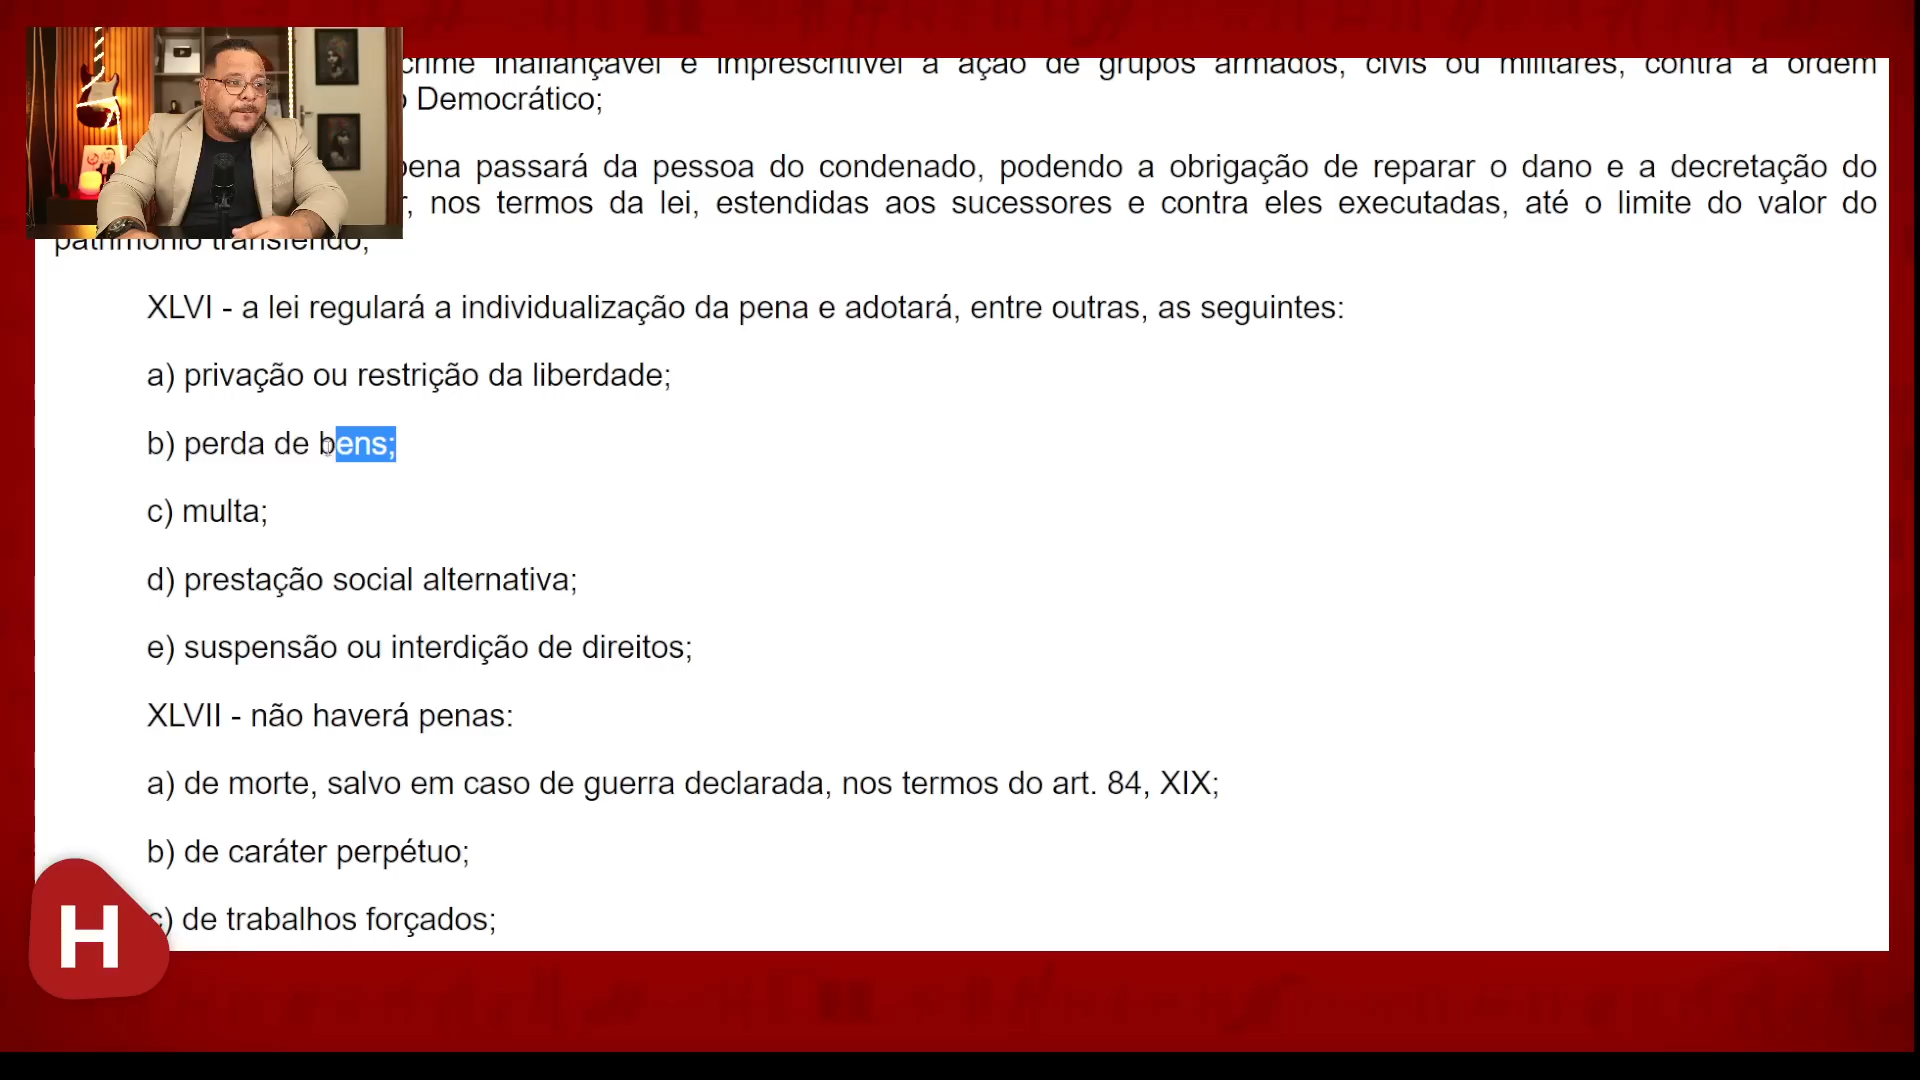 crime inafiançável e imprescritível a ação de grupos armados, civis ou militares, contra a ordem
Democrático;
pena passará da pessoa do condenado, podendo a obrigação de reparar o dano e a decretação do
, nos termos da lei, estendidas aos sucessores e contra eles executadas, até o limite do valor do
patrimônio transferido;
XLVI - a lei regulará a individualização da pena e adotará, entre outras, as seguintes:
a) privação ou restrição da liberdade;
b) perda de bens;
c) multa;
d) prestação social alternativa;
e) suspensão ou interdição de direitos;
XLVII - não haverá penas:
a) de morte, salvo em caso de guerra declarada, nos termos do art. 84, XIX;
b) de caráter perpétuo;
c) de trabalhos forçados;
H